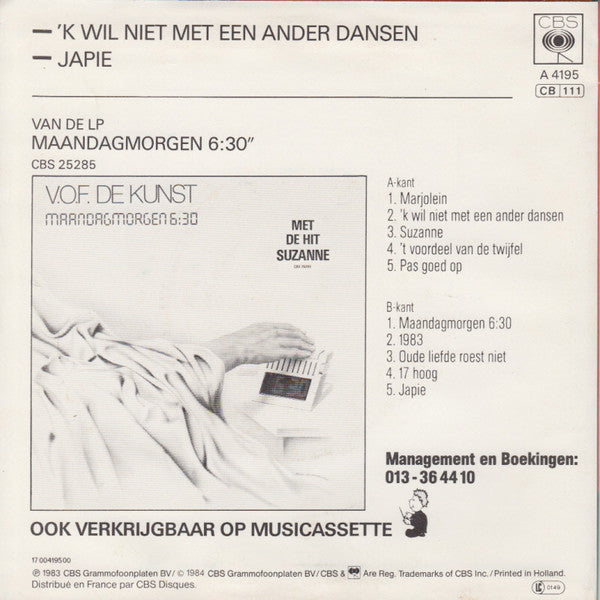 – 'K WIL NIET MET EEN ANDER DANSEN
– JAPIE
CBS
A 4195
CB 111
VAN DE LP
MAANDAGMORGEN 6:30"
CBS 25285
V.O.F. DE KUNST
MAANDAGMORGEN 6:30
MET
DE HIT
SUZANNE
CBS 25285
A-kant
1. Marjolein
2. 'k wil niet met een ander dansen
3. Suzanne
4. 't voordeel van de twijfel
5. Pas goed op
B-kant
1. Maandagmorgen 6:30
2. 1983
3. Oude liefde roest niet
4. 17 hoog
5. Japie
Management en Boekingen:
013-36 44 10
OOK VERKRIJGBAAR OP MUSICASSETTE
17 00419500
℗ 1983 CBS Grammofoonplaten BV/© 1984 CBS Grammofoonplaten BV/CBS & Are Reg. Trademarks of CBS Inc./Printed in Holland.
Distribué en France par CBS Disques.
0149